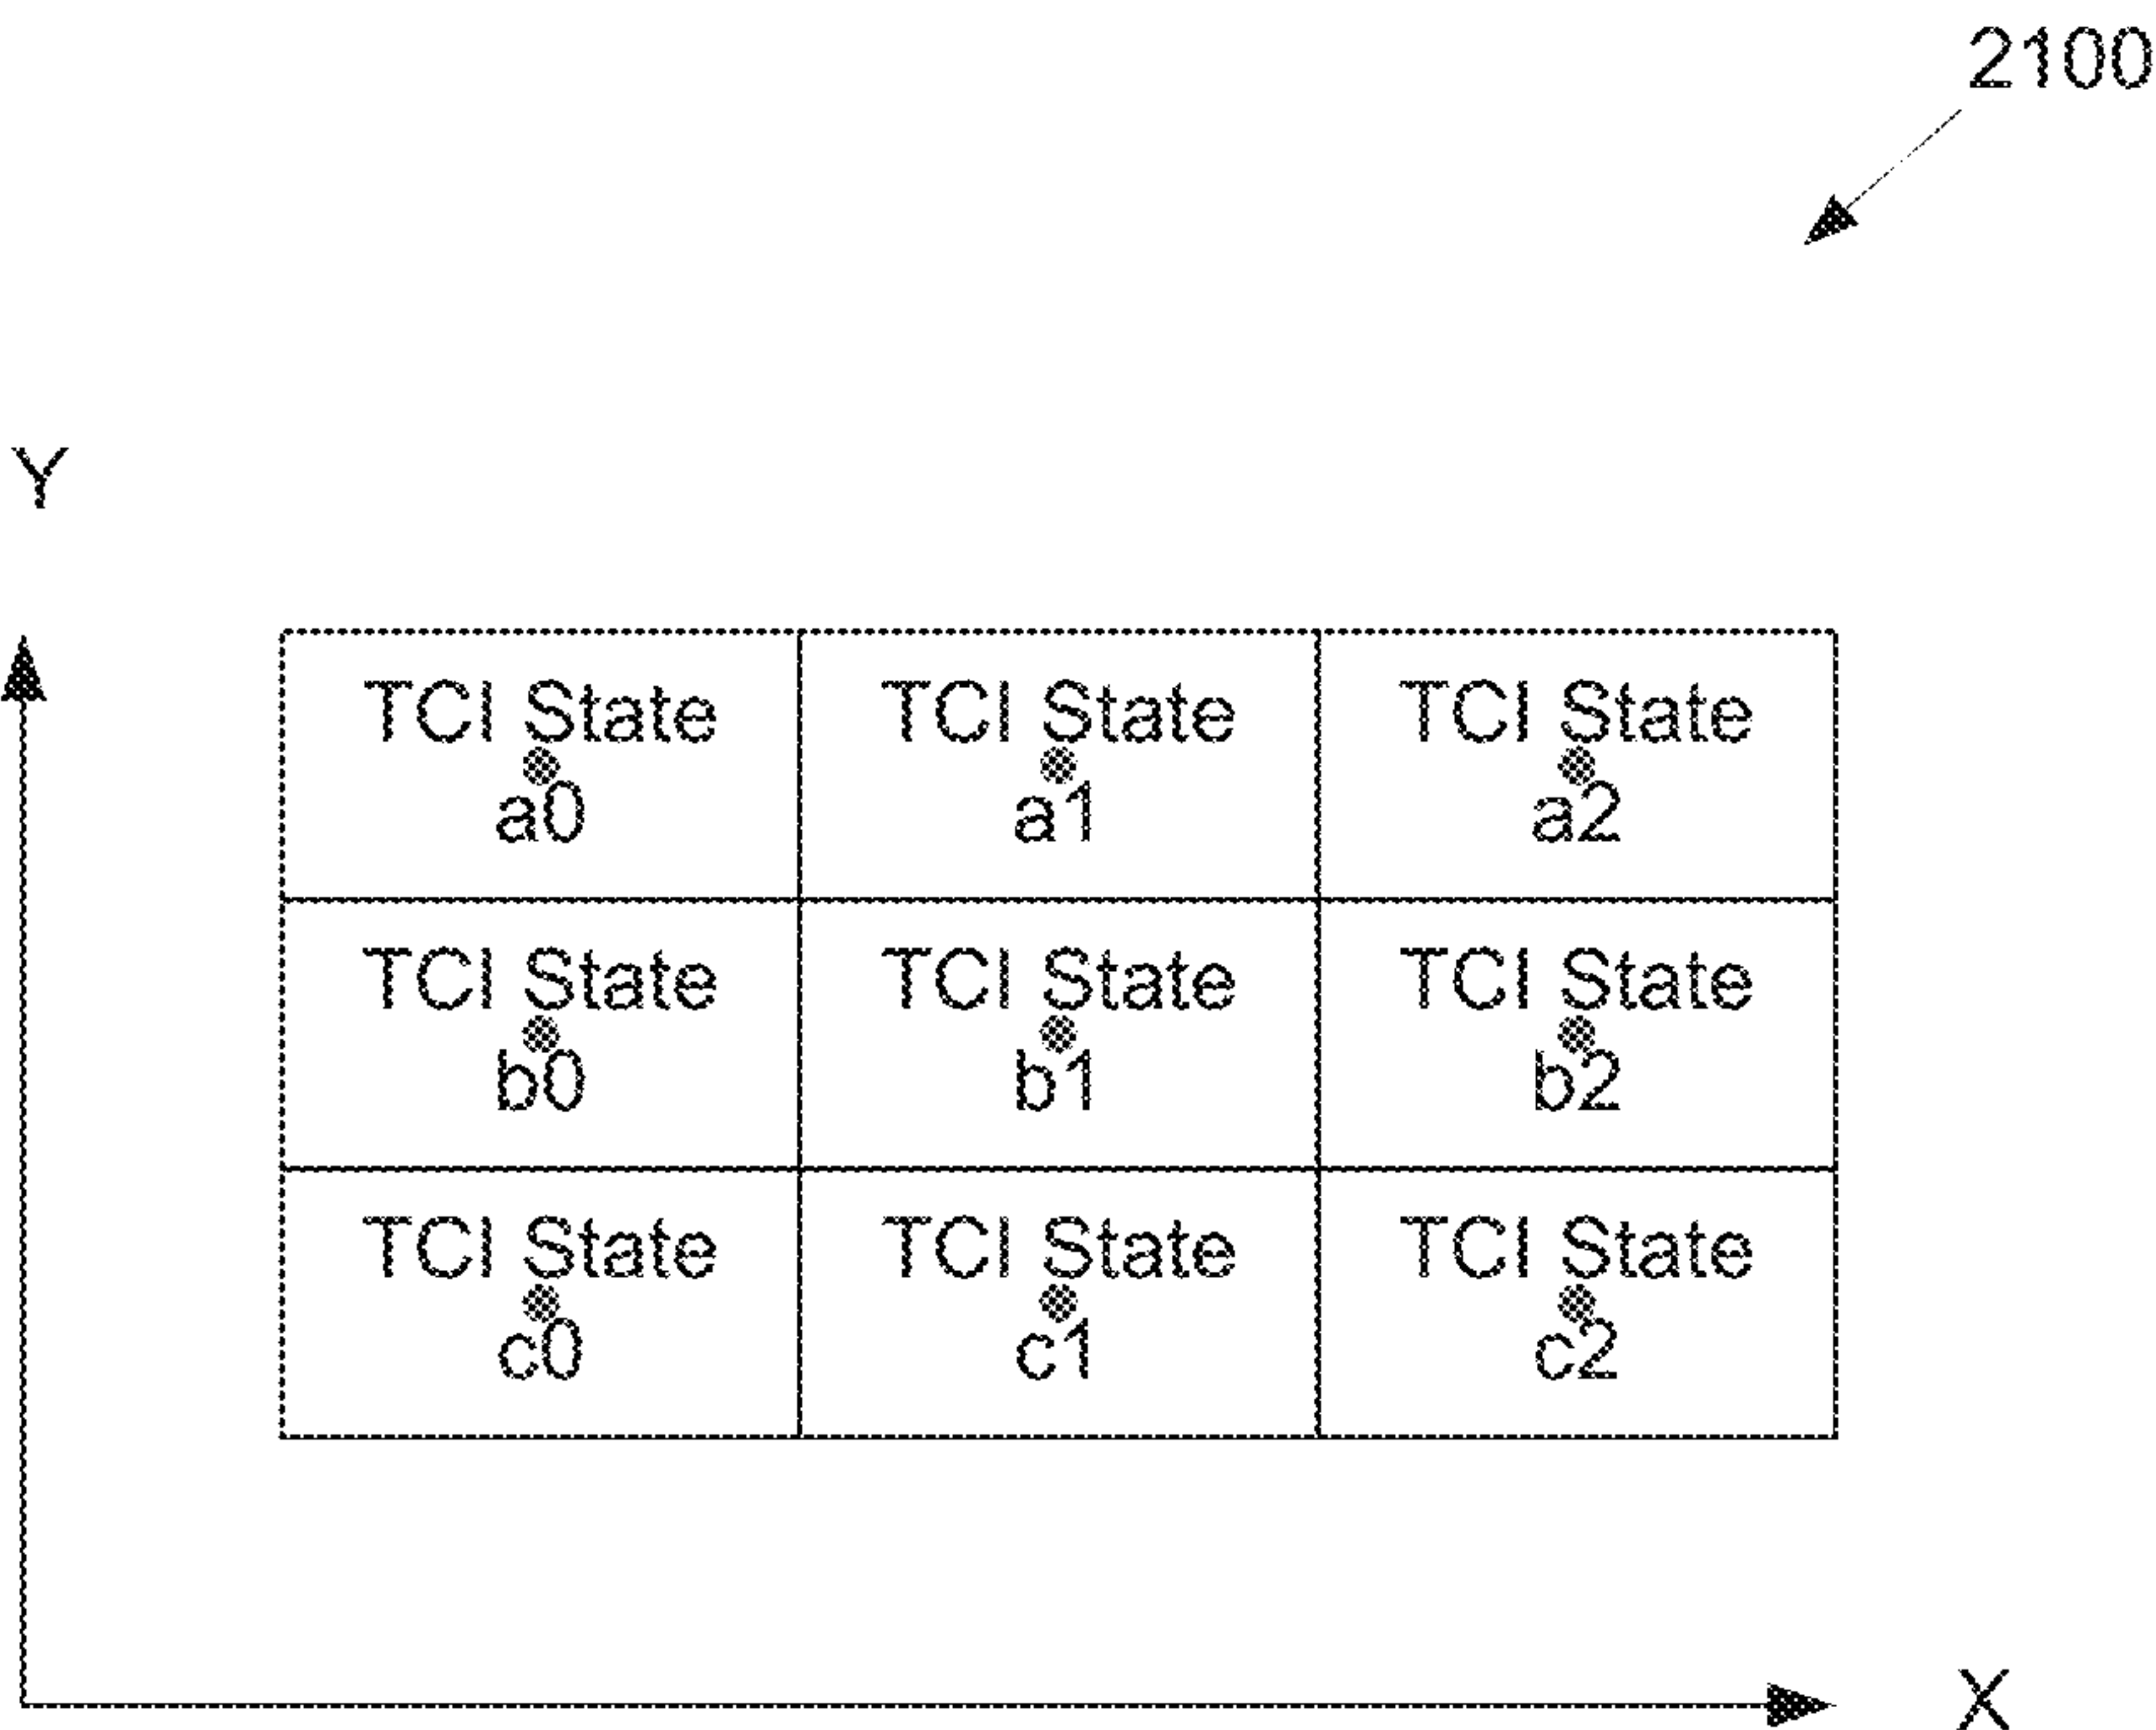 2100
Y
TCI State TCI State TCI State
a0 a1 a2
TCI State TCI State TCI State
b0 b1 b2
TCI State TCI State TCI State
c0 c1 c2
X